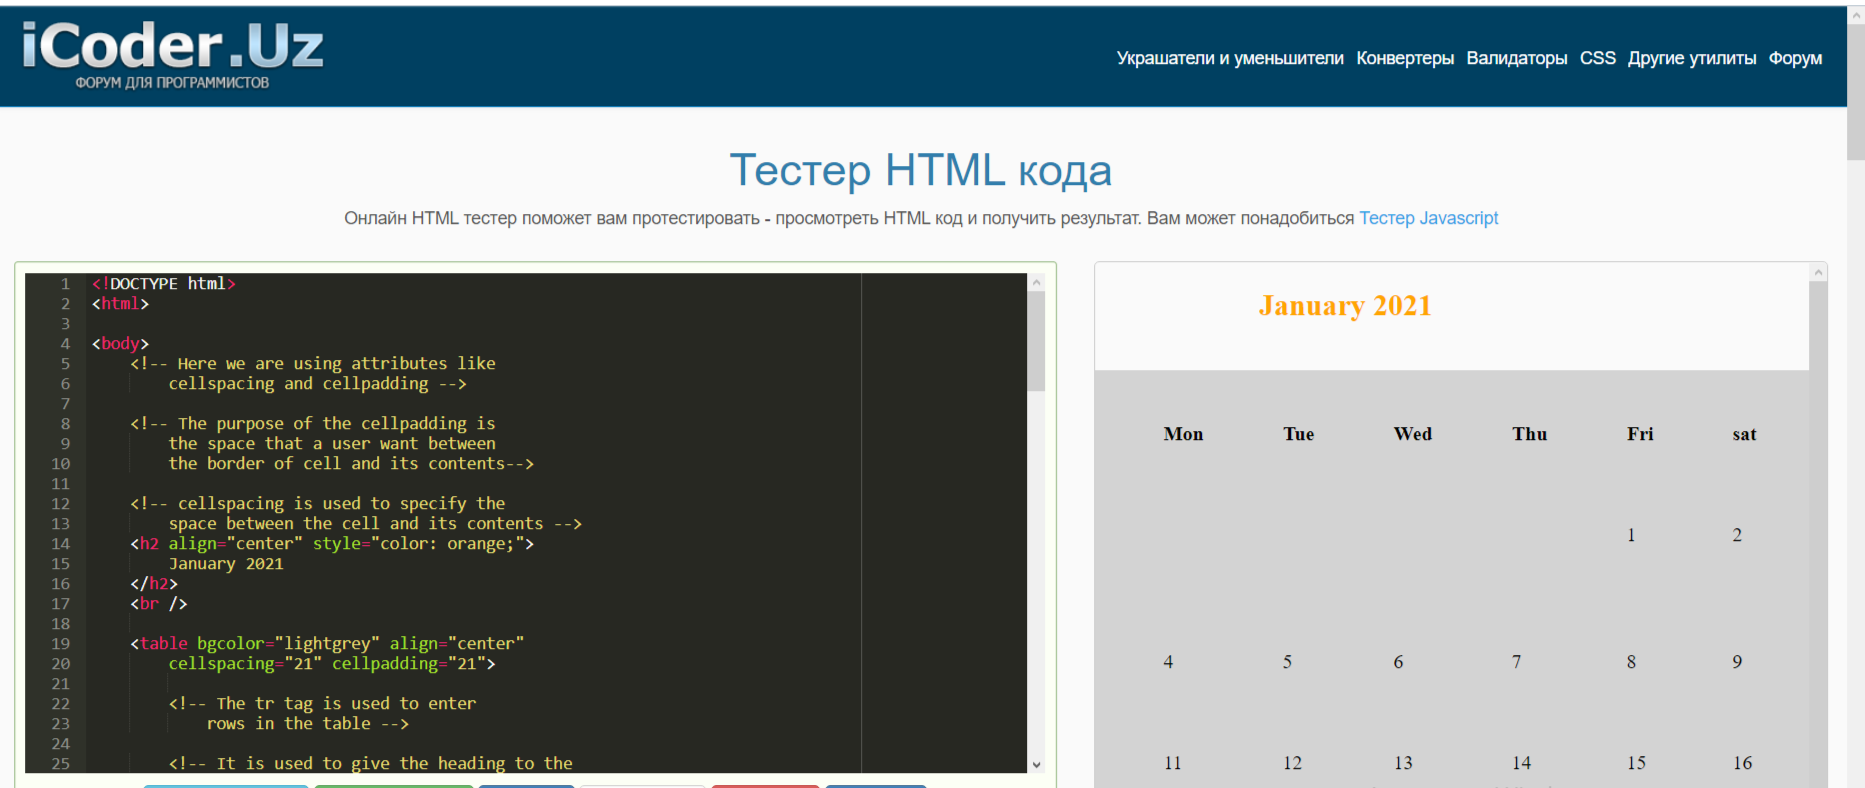 iCoder.Uz
ФОРУМ ДЛЯ ПРОГРАММИСТОВ
Украшатели и уменьшители Конвертеры Валидаторы CSS Другие утилиты Форум
Тестер HTML кода
Онлайн HTML тестер поможет вам протестировать - просмотреть HTML код и получить результат. Вам может понадобиться Тестер Javascript
1 <!DOCTYPE html>
2 <html>
3
4 <body>
5 <!-- Here we are using attributes like
6 cellspacing and cellpadding -->
7
8 <!-- The purpose of the cellpadding is
9 the space that a user want between
10 the border of cell and its contents-->
11
12 <!-- cellspacing is used to specify the
13 space between the cell and its contents -->
14 <h2 align="center" style="color: orange;">
15 January 2021
16 </h2>
17 <br />
18
19 <table bgcolor="lightgrey" align="center"
20 cellspacing="21" cellpadding="21">
21
22 <!-- The tr tag is used to enter
23 rows in the table -->
24
25 <!-- It is used to give the heading to the
January 2021
Mon Tue Wed Thu Fri sat
1 2
4 5 6 7 8 9
11 12 13 14 15 16